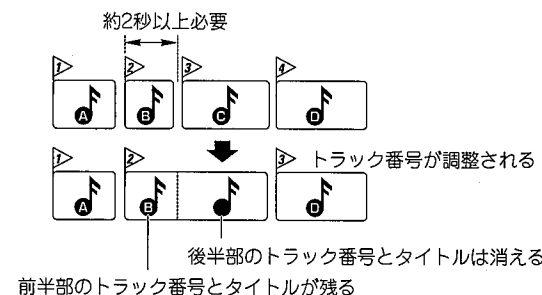 約2秒以上必要
1 2 3 4
A B C D
1 2 3 トラック番号が調整される
A B D
後半部のトラック番号とタイトルは消える
前半部のトラック番号とタイトルが残る